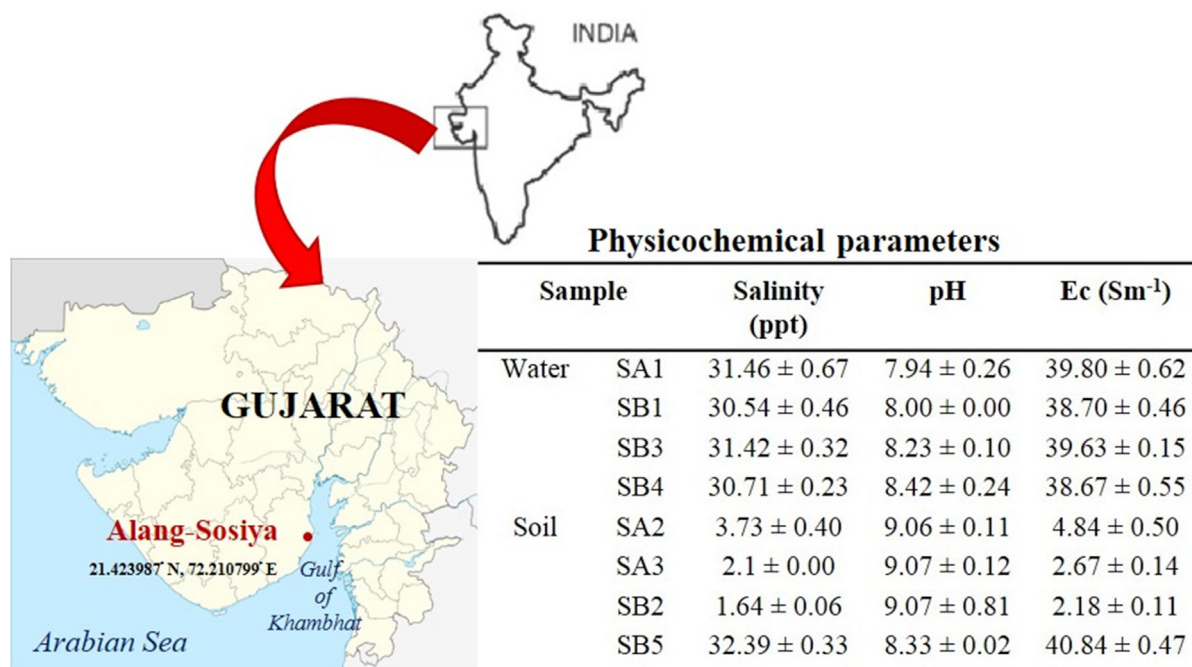 INDIA
Physicochemical parameters
Sample Salinity (ppt) pH Ec (Sm⁻¹)
Water SA1 31.46 ± 0.67 7.94 ± 0.26 39.80 ± 0.62
SB1 30.54 ± 0.46 8.00 ± 0.00 38.70 ± 0.46
SB3 31.42 ± 0.32 8.23 ± 0.10 39.63 ± 0.15
SB4 30.71 ± 0.23 8.42 ± 0.24 38.67 ± 0.55
Soil SA2 3.73 ± 0.40 9.06 ± 0.11 4.84 ± 0.50
SA3 2.1 ± 0.00 9.07 ± 0.12 2.67 ± 0.14
SB2 1.64 ± 0.06 9.07 ± 0.81 2.18 ± 0.11
SB5 32.39 ± 0.33 8.33 ± 0.02 40.84 ± 0.47
GUJARAT
Alang-Sosiya
21.423987° N, 72.210799° E
Gulf
of
Khambhat
Arabian Sea